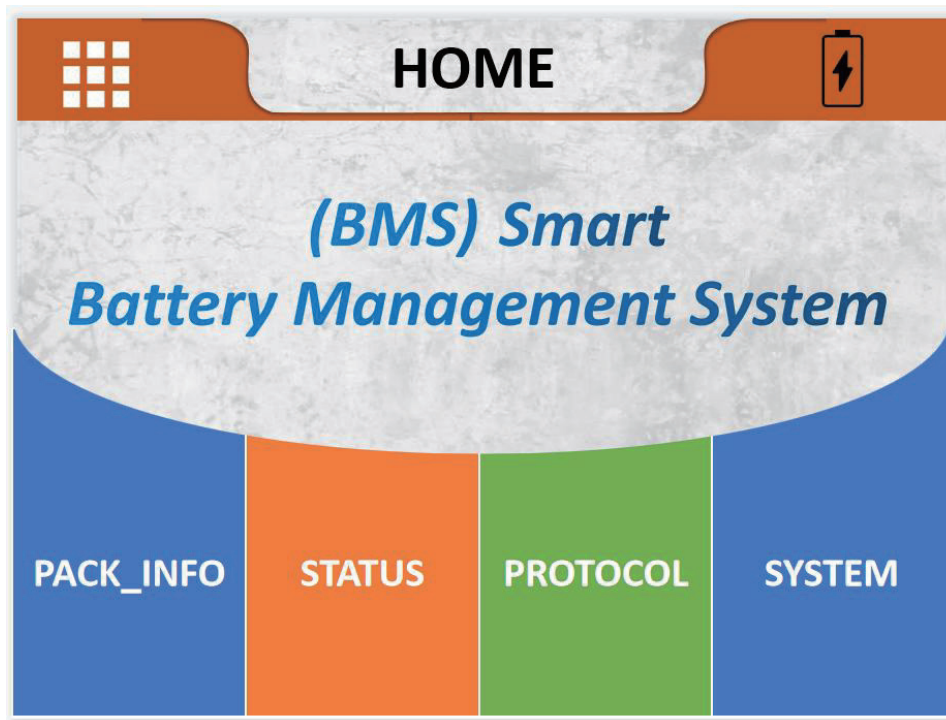 HOME
(BMS) Smart
Battery Management System
PACK_INFO
STATUS
PROTOCOL
SYSTEM